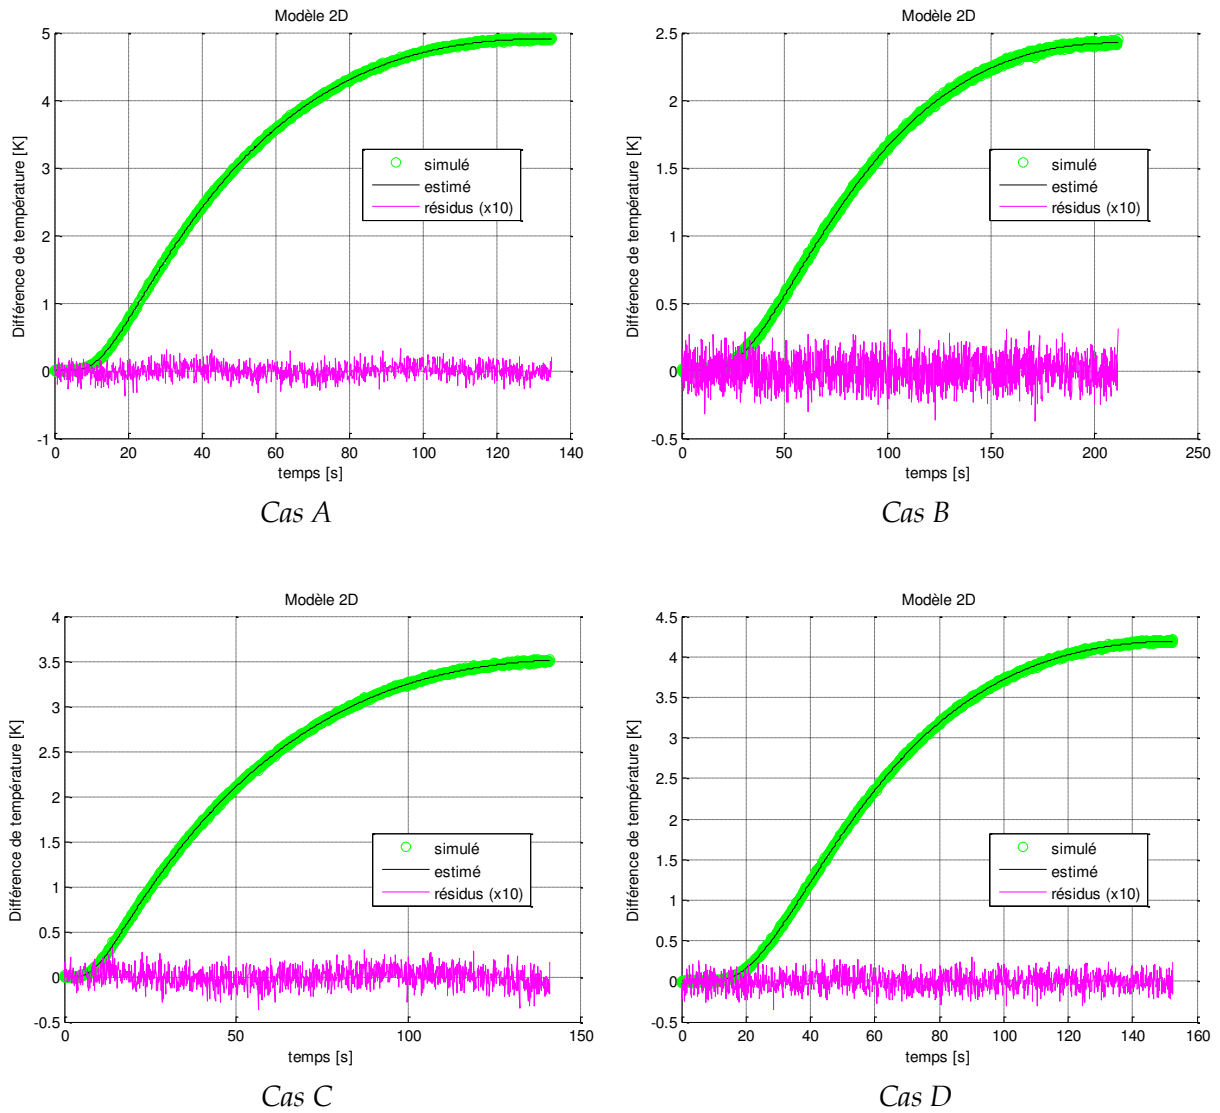 Modèle 2D
Différence de température [K]
5
4
3
2
1
0
-1
simulé
estimé
résidus (x10)
0 20 40 60 80 100 120 140
temps [s]
Cas A
Modèle 2D
Différence de température [K]
2.5
2
1.5
1
0.5
0
-0.5
simulé
estimé
résidus (x10)
0 50 100 150 200 250
temps [s]
Cas B
Modèle 2D
Différence de température [K]
4
3.5
3
2.5
2
1.5
1
0.5
0
-0.5
simulé
estimé
résidus (x10)
0 50 100 150
temps [s]
Cas C
Modèle 2D
Différence de température [K]
4.5
4
3.5
3
2.5
2
1.5
1
0.5
0
-0.5
simulé
estimé
résidus (x10)
0 20 40 60 80 100 120 140 160
temps [s]
Cas D